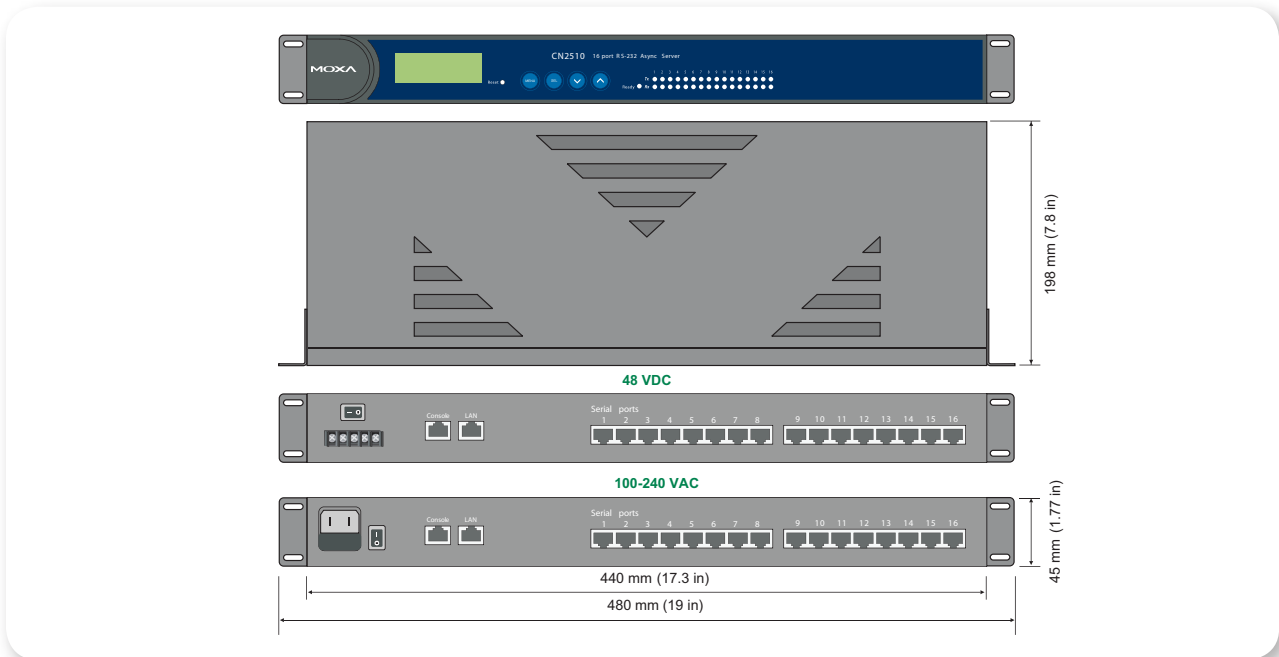 MOXA
CN2510 16 port RS-232 Async Server
Reset
MENU
SEL
1 2 3 4 5 6 7 8 9 10 11 12 13 14 15 16
Tx
Ready Rx
198 mm (7.8 in)
48 VDC
Console LAN
Serial ports
1 2 3 4 5 6 7 8 9 10 11 12 13 14 15 16
100-240 VAC
Console LAN
Serial ports
1 2 3 4 5 6 7 8 9 10 11 12 13 14 15 16
45 mm (1.77 in)
440 mm (17.3 in)
480 mm (19 in)